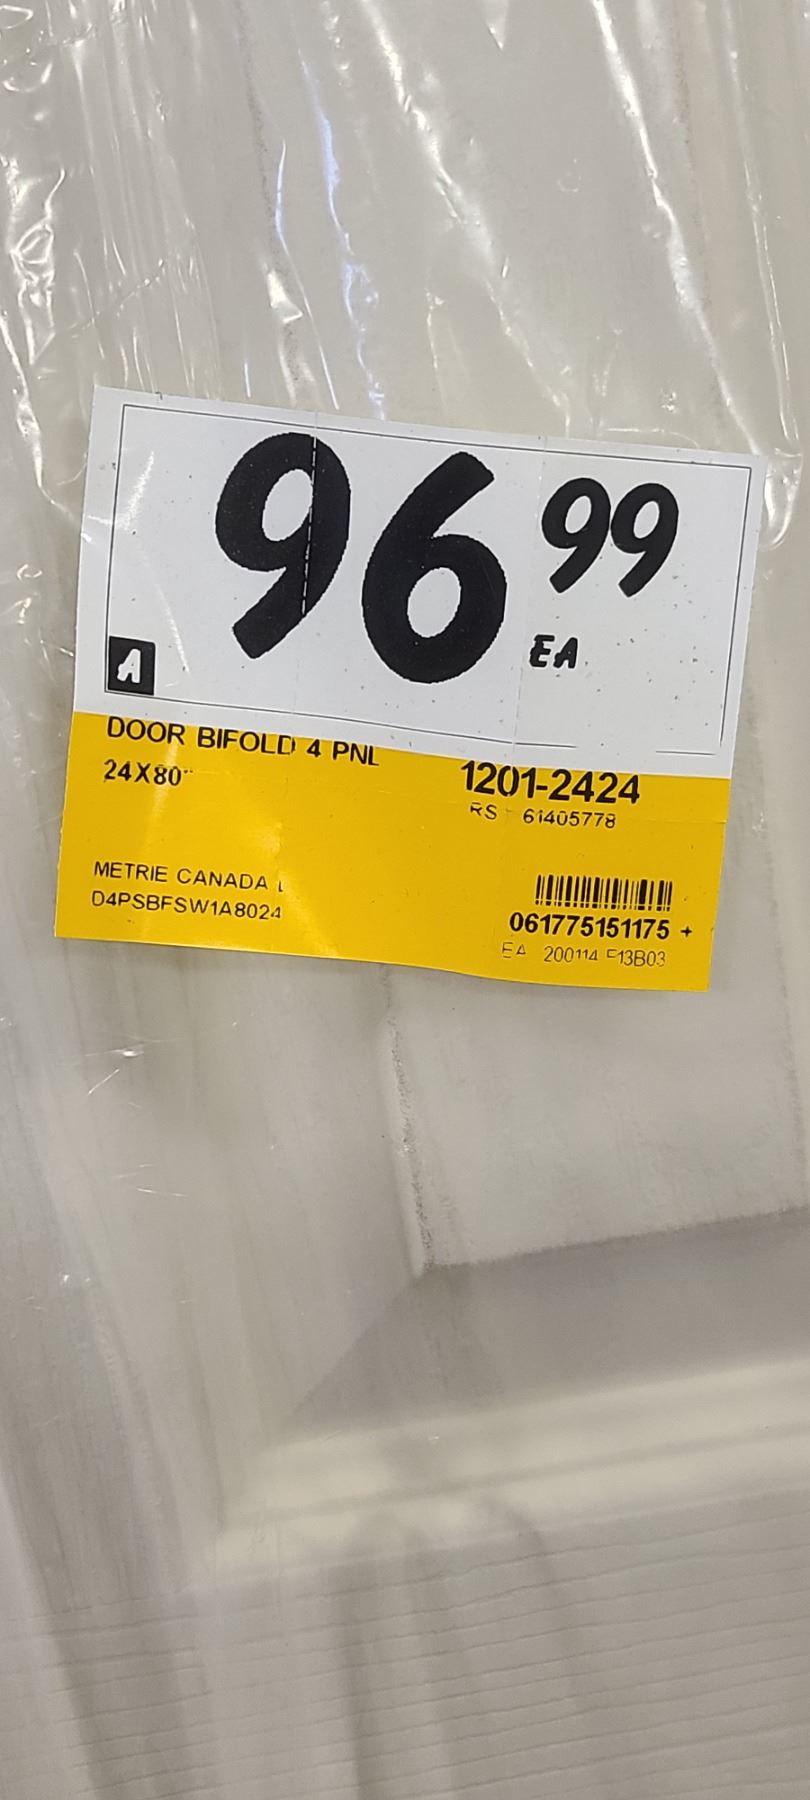 96 99
EA
A
DOOR BIFOLD 4 PNL
24X80"
1201-2424
RS 61405778
METRIE CANADA
D4PSBFSW1A8024
061775151175 +
EA 200114 F13B03